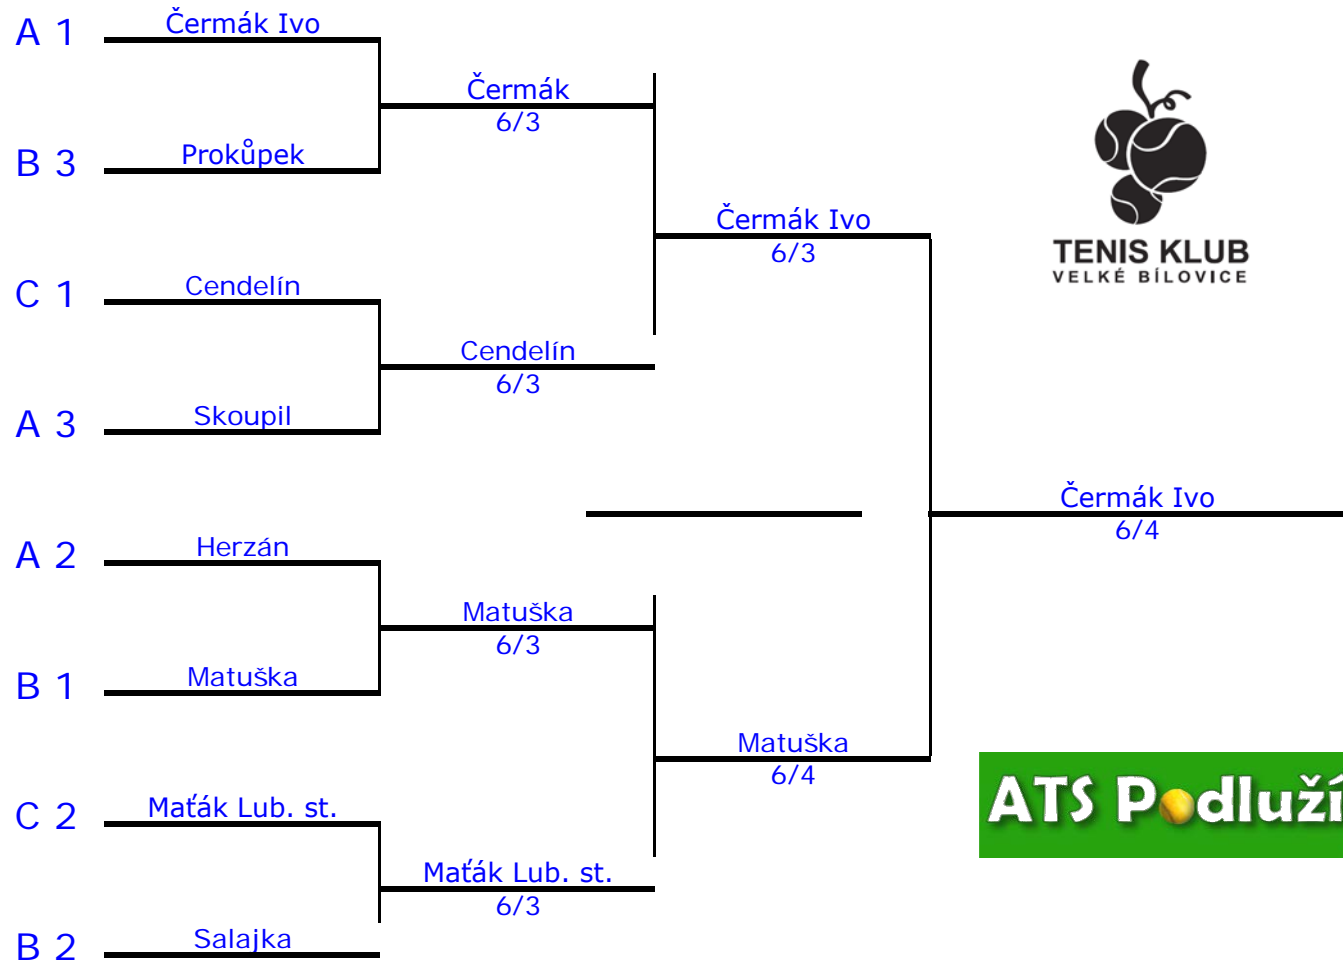 A 1
Čermák Ivo
Čermák
6/3
B 3
Prokůpek
Čermák Ivo
6/3
TENIS KLUB
VELKÉ BÍLOVICE
C 1
Cendelín
Cendelín
6/3
A 3
Skoupil
Čermák Ivo
6/4
A 2
Herzán
Matuška
6/3
B 1
Matuška
Matuška
6/4
ATS Podluží
C 2
Maťák Lub. st.
Maťák Lub. st.
6/3
B 2
Salajka